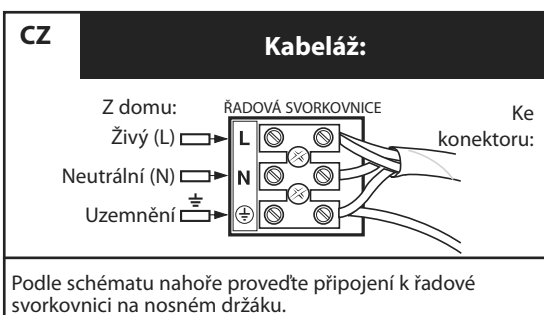 CZ
Kabeláž:
Z domu:
ŘADOVÁ SVORKOVNICE
Ke
konektoru:
Živý (L)
L
Neutrální (N)
N
Uzemnění
Podle schématu nahoře proveďte připojení k řadové
svorkovnici na nosném držáku.